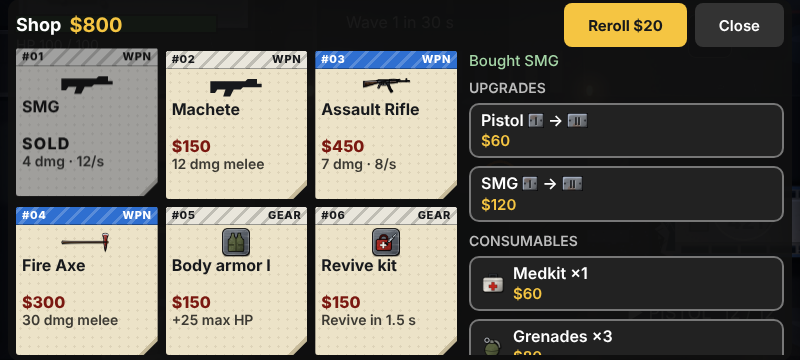 Shop $800
Wave 1 in 30 s
Reroll $20
Close
#01 WPN
SMG
SOLD
4 dmg · 12/s
#02 WPN
Machete
$150
12 dmg melee
#03 WPN
Assault Rifle
$450
7 dmg · 8/s
#04 WPN
Fire Axe
$300
30 dmg melee
#05 GEAR
Body armor I
$150
+25 max HP
#06 GEAR
Revive kit
$150
Revive in 1.5 s
Bought SMG
UPGRADES
Pistol I → II
$60
SMG I → II
$120
CONSUMABLES
Medkit ×1
$60
Grenades ×3
$80